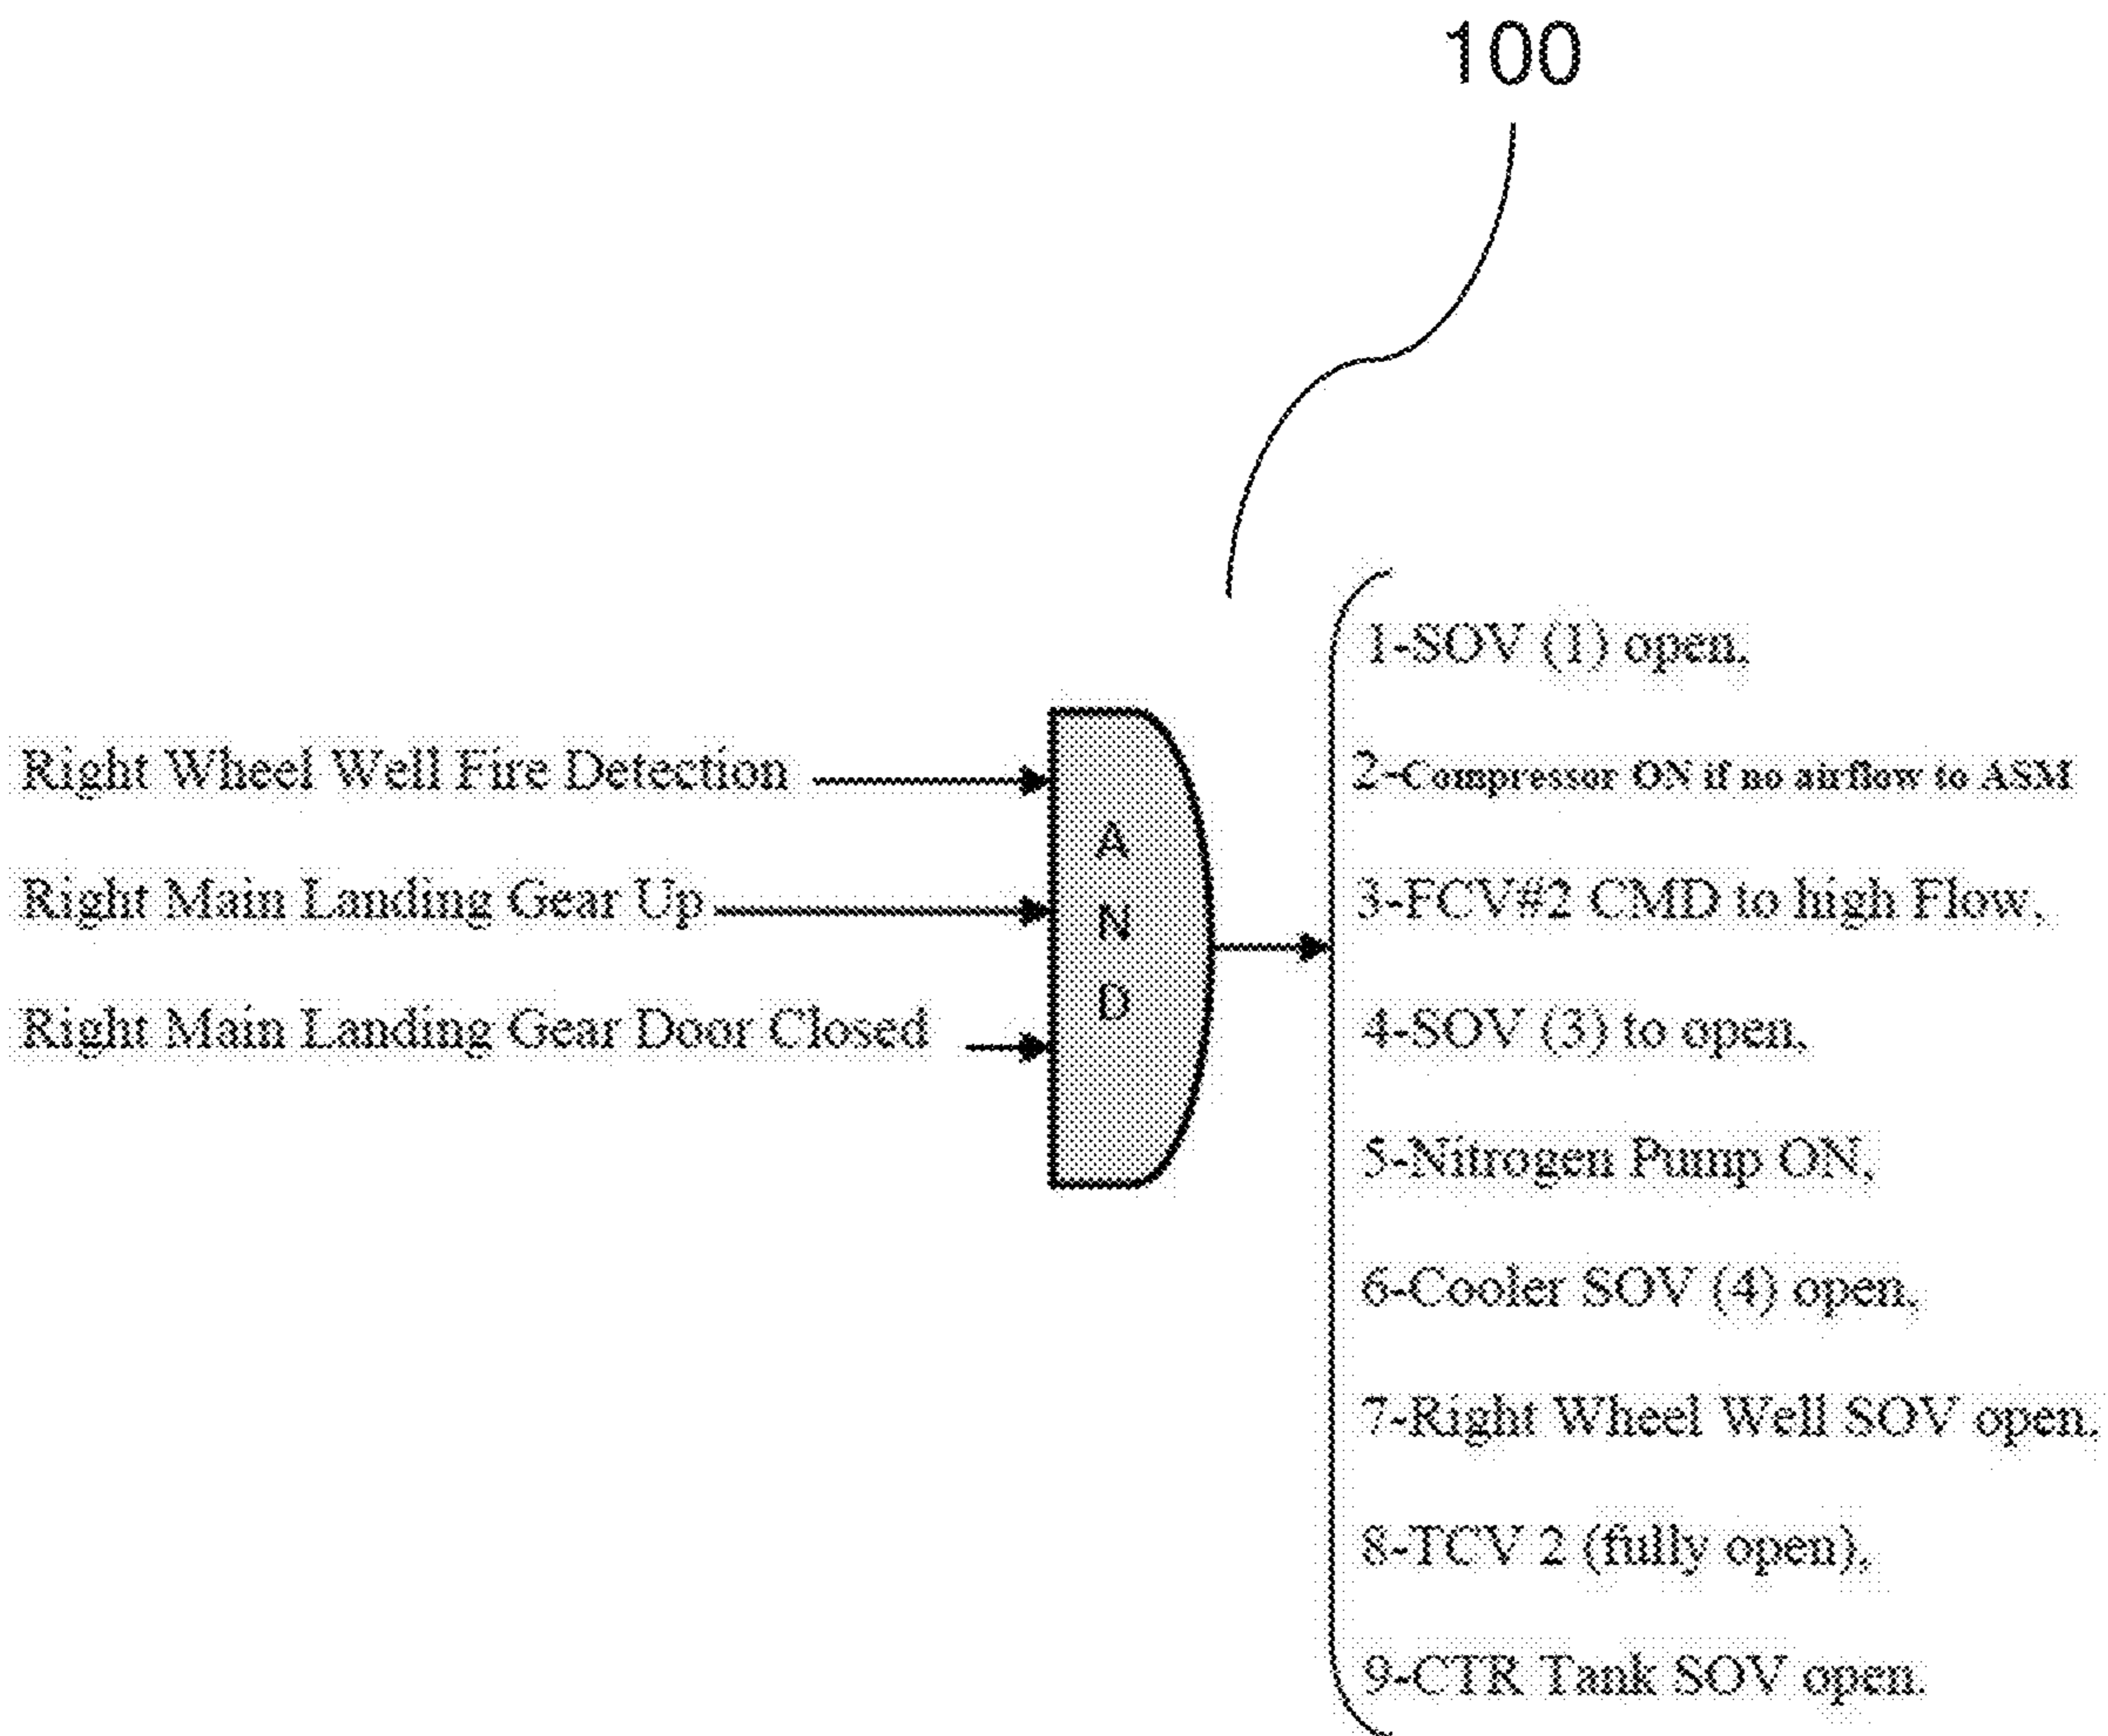 100
Right Wheel Well Fire Detection
Right Main Landing Gear Up
Right Main Landing Gear Door Closed
A
N
D
1-SOV (1) open,
2-Compressor ON if no airflow to ASM
3-FCV#2 CMD to high Flow,
4-SOV (3) to open,
5-Nitrogen Pump ON,
6-Cooler SOV (4) open,
7-Right Wheel Well SOV open,
8-TCV 2 (fully open),
9-CTR Tank SOV open.